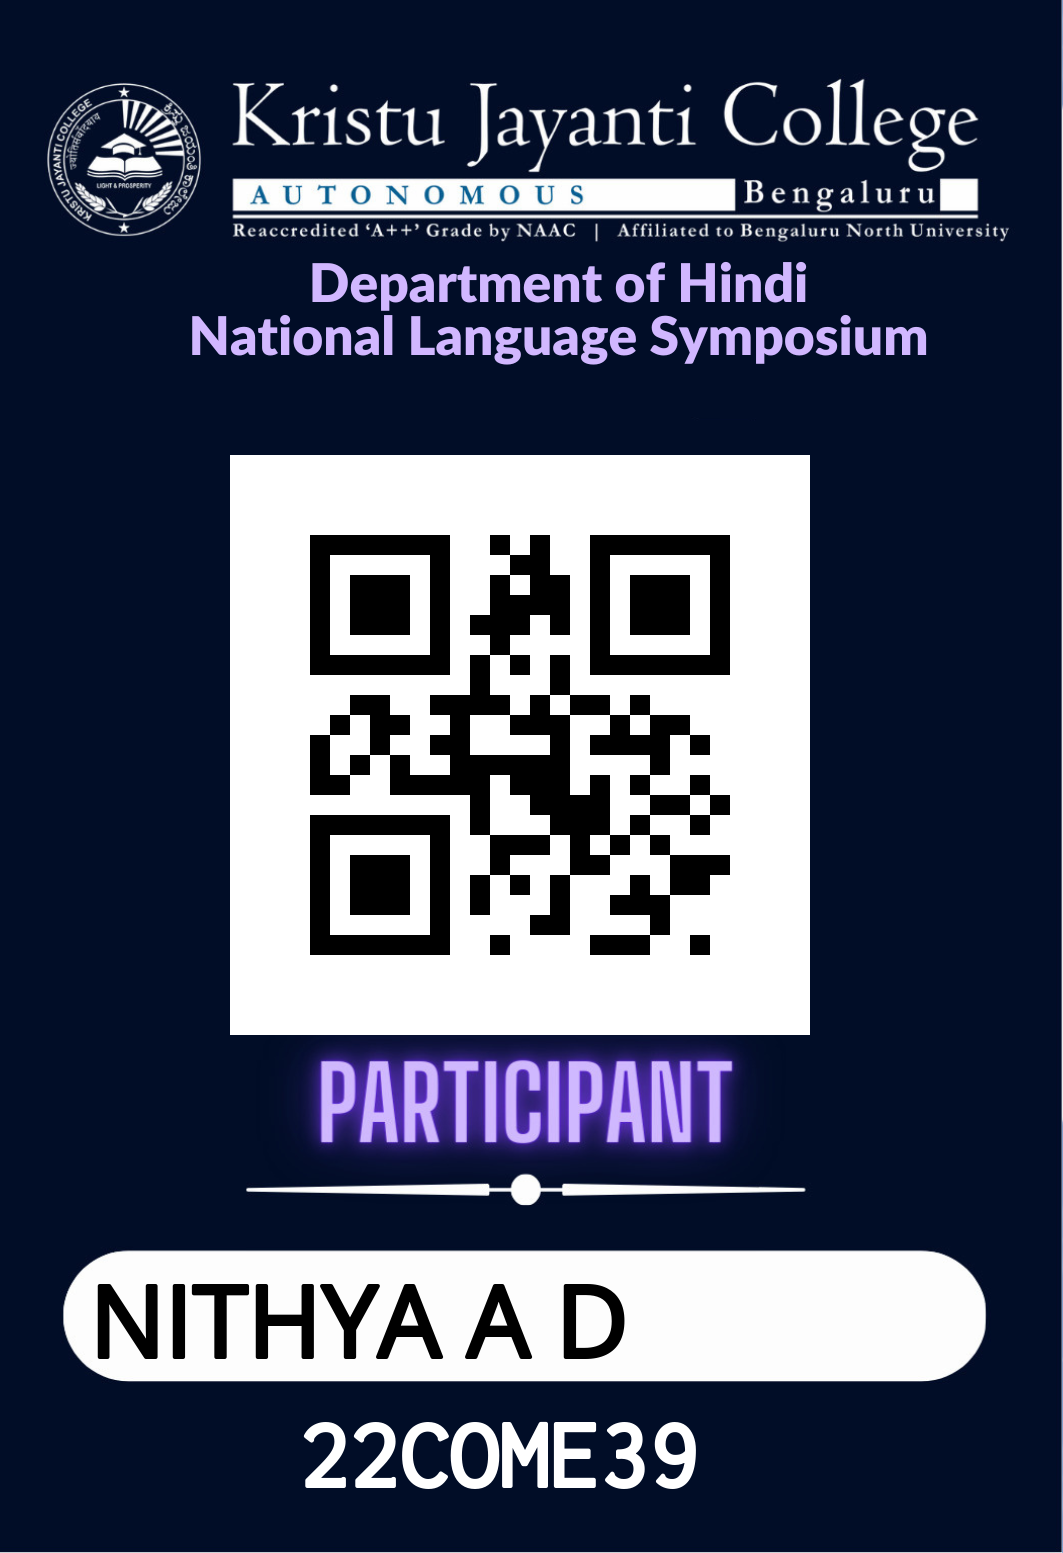 Kristu Jayanti College
AUTONOMOUS Bengaluru
Reaccredited ‘A++’ Grade by NAAC | Affiliated to Bengaluru North University
KRISTU JAYANTI COLLEGE
LIGHT & PROSPERITY
Department of Hindi
National Language Symposium
PARTICIPANT
NITHYA A D
22COME39